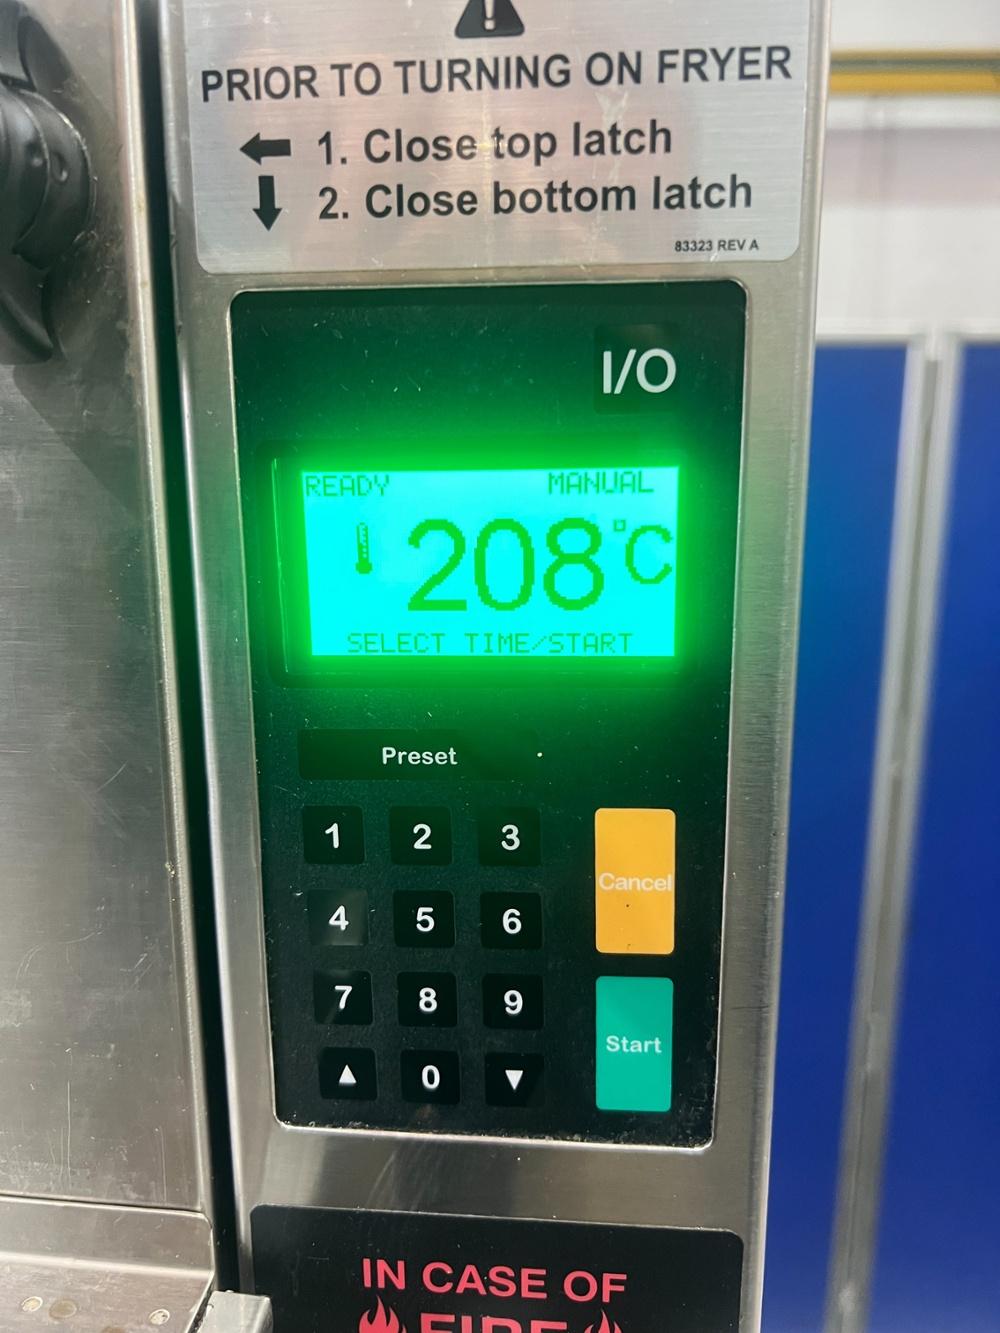 !
PRIOR TO TURNING ON FRYER
← 1. Close top latch
↓ 2. Close bottom latch
83323 REV A
I/O
READY MANUAL
208°C
SELECT TIME/START
Preset
1 2 3
Cancel
4 5 6
7 8 9
Start
▲ 0 ▼
IN CASE OF
FIRE